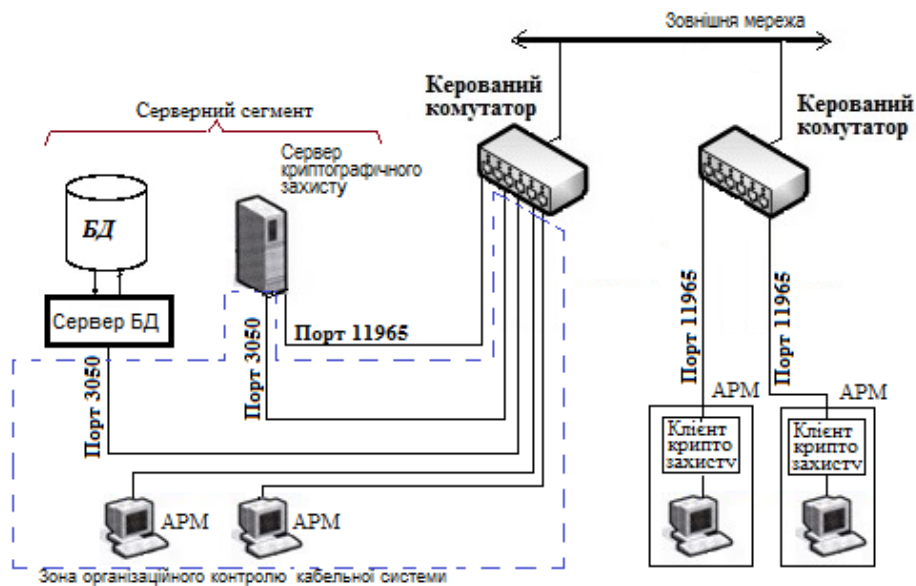 Зовнішня мережа
Керований
комутатор
Керований
комутатор
Серверний сегмент
Сервер
криптографічного
захисту
БД
Сервер БД
Порт 11965
Порт 3050
Порт 3050
Порт 11965
Порт 11965
АРМ
АРМ
Клієнт
крипто
захисту
Клієнт
крипто
захисту
АРМ
АРМ
Зона організаційного контролю кабельної системи